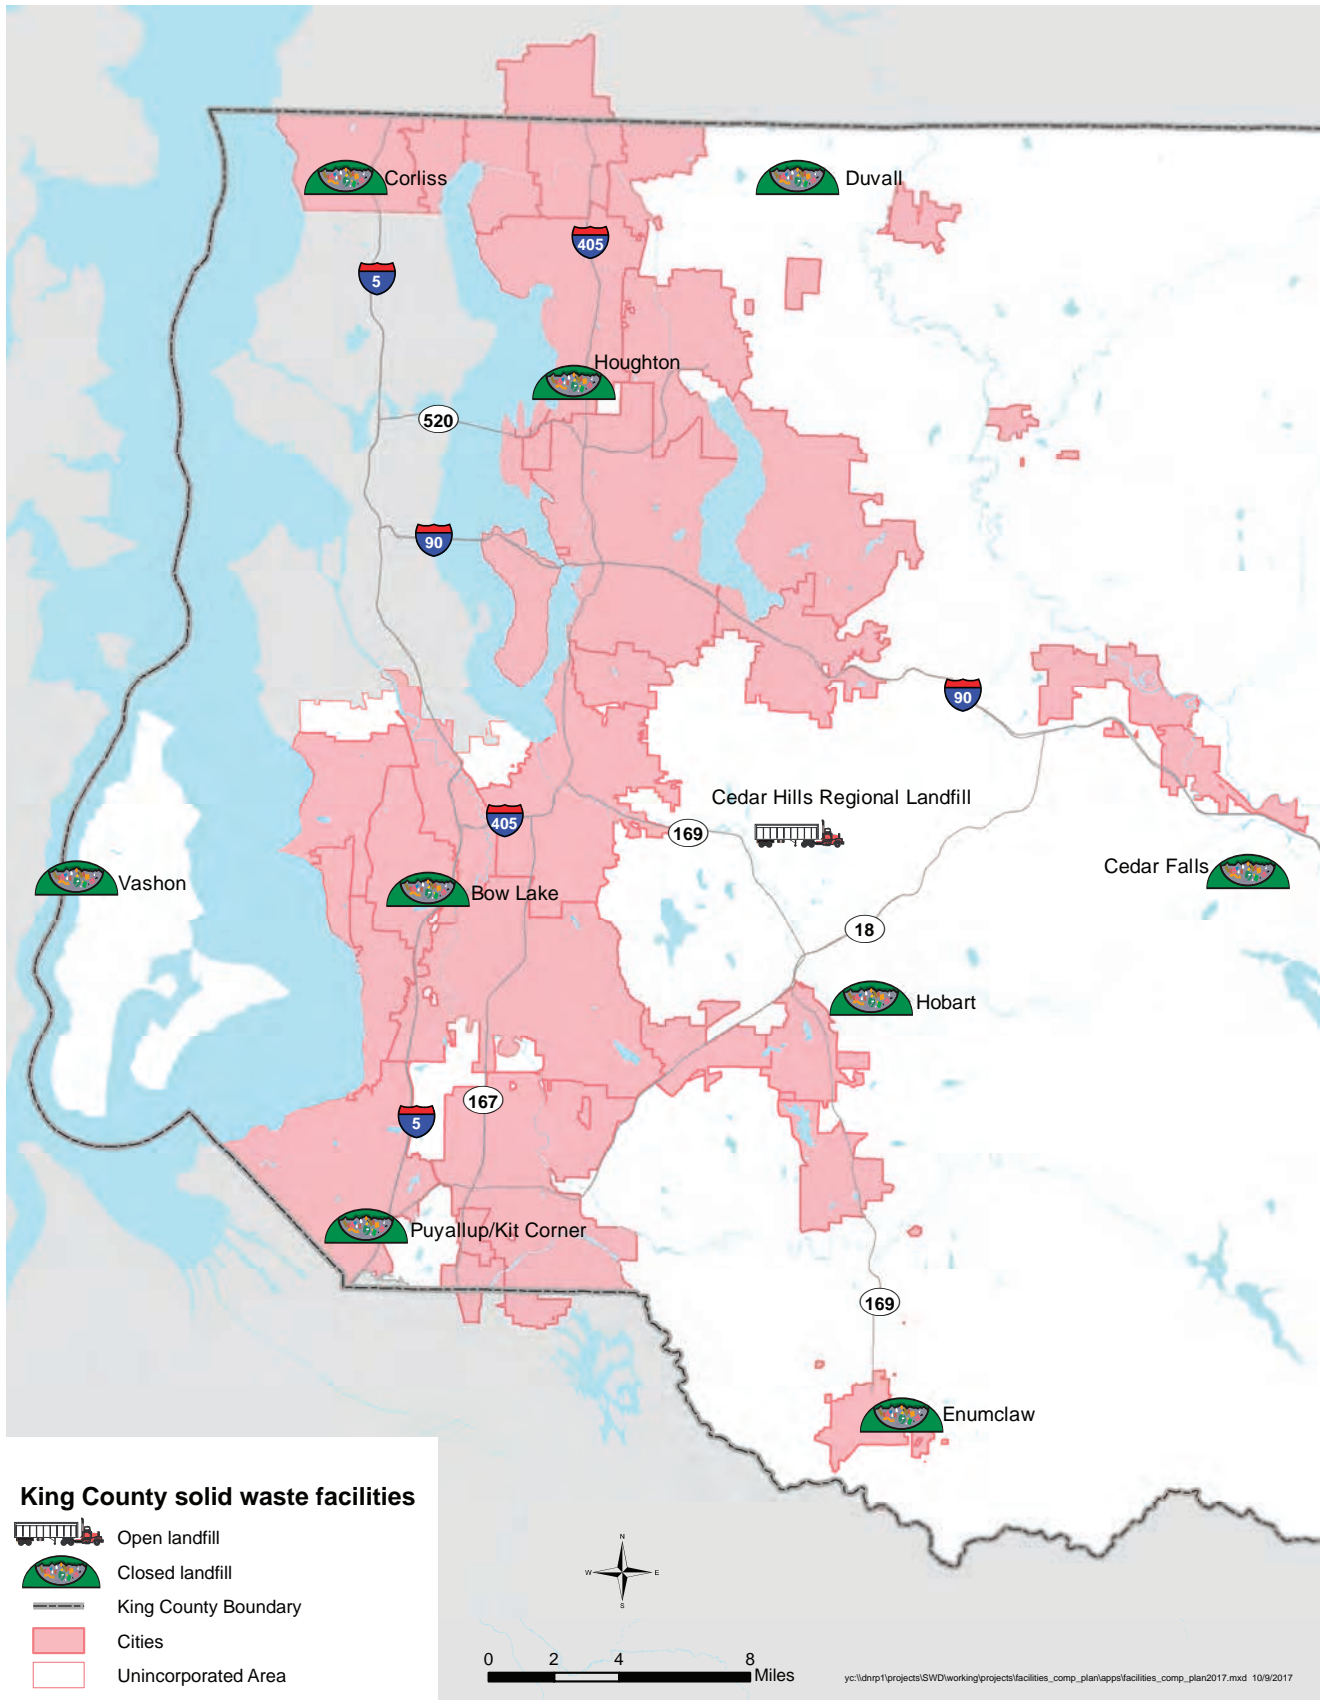 Corliss
Duvall
405
5
Houghton
520
90
90
Cedar Hills Regional Landfill
405
169
Cedar Falls
Vashon
Bow Lake
18
Hobart
167
5
Puyallup/Kit Corner
169
Enumclaw
King County solid waste facilities
Open landfill
Closed landfill
King County Boundary
Cities
Unincorporated Area
N
W E
S
0 2 4 8
Miles
yc:\\dnrp1\projects\SWD\working\projects\facilities_comp_plan\apps\facilities_comp_plan2017.mxd 10/9/2017